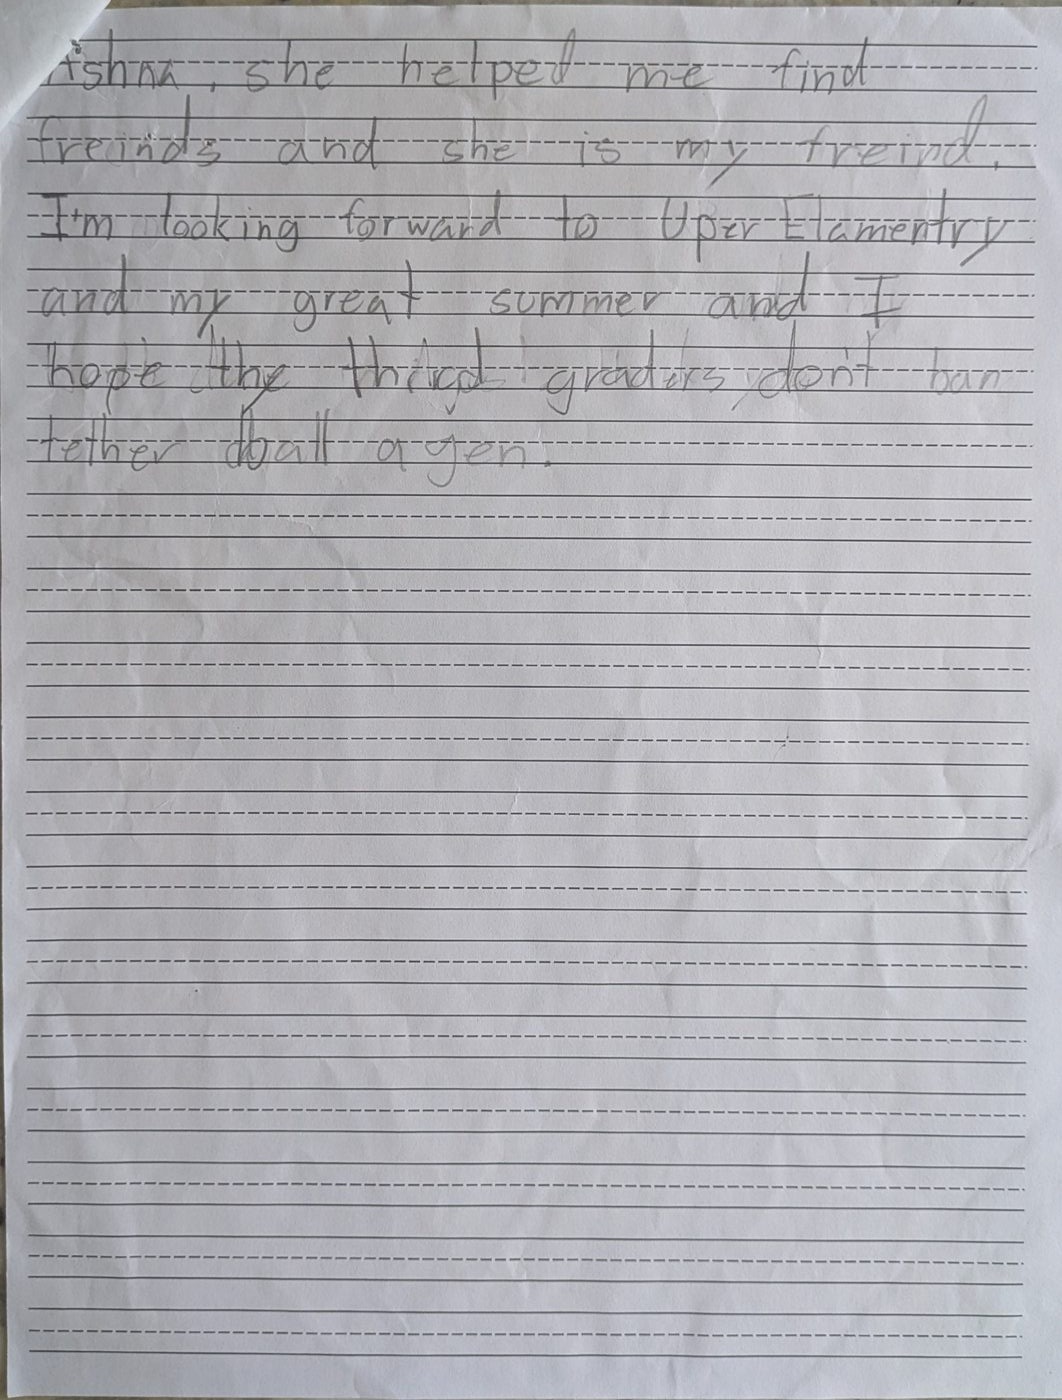 she helped me find
freinds and she is my freind.
I'm looking forward to Uper Elamentry
and my great summer and I
hope the third graders don't ban
tether ball agen.